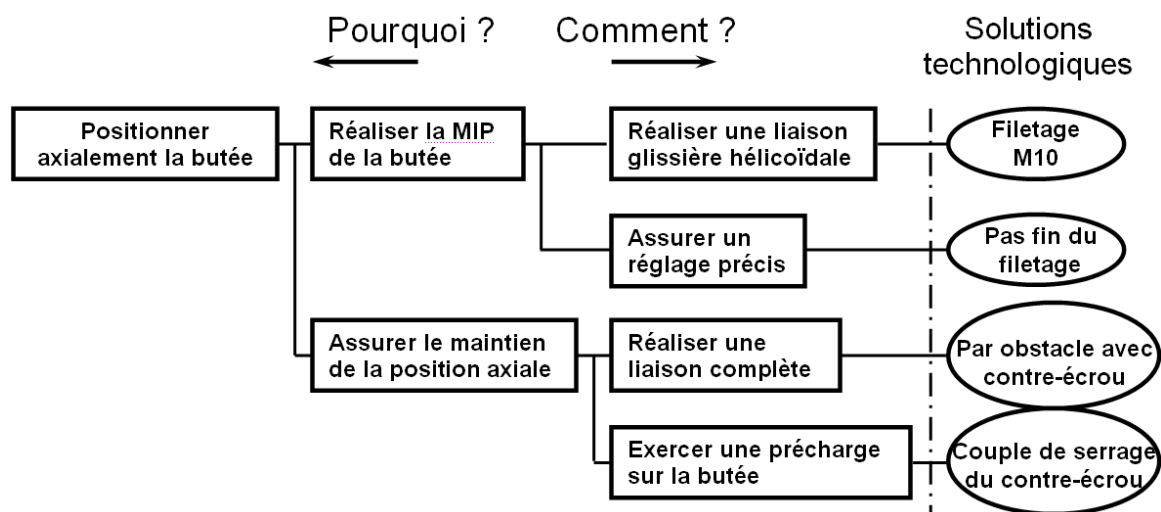 Pourquoi ?
Comment ?
Solutions
technologiques
Positionner
axialement la butée
Réaliser la MIP
de la butée
Réaliser une liaison
glissière hélicoïdale
Filetage
M10
Assurer un
réglage précis
Pas fin du
filetage
Assurer le maintien
de la position axiale
Réaliser une
liaison complète
Par obstacle avec
contre-écrou
Exercer une précharge
sur la butée
Couple de serrage
du contre-écrou